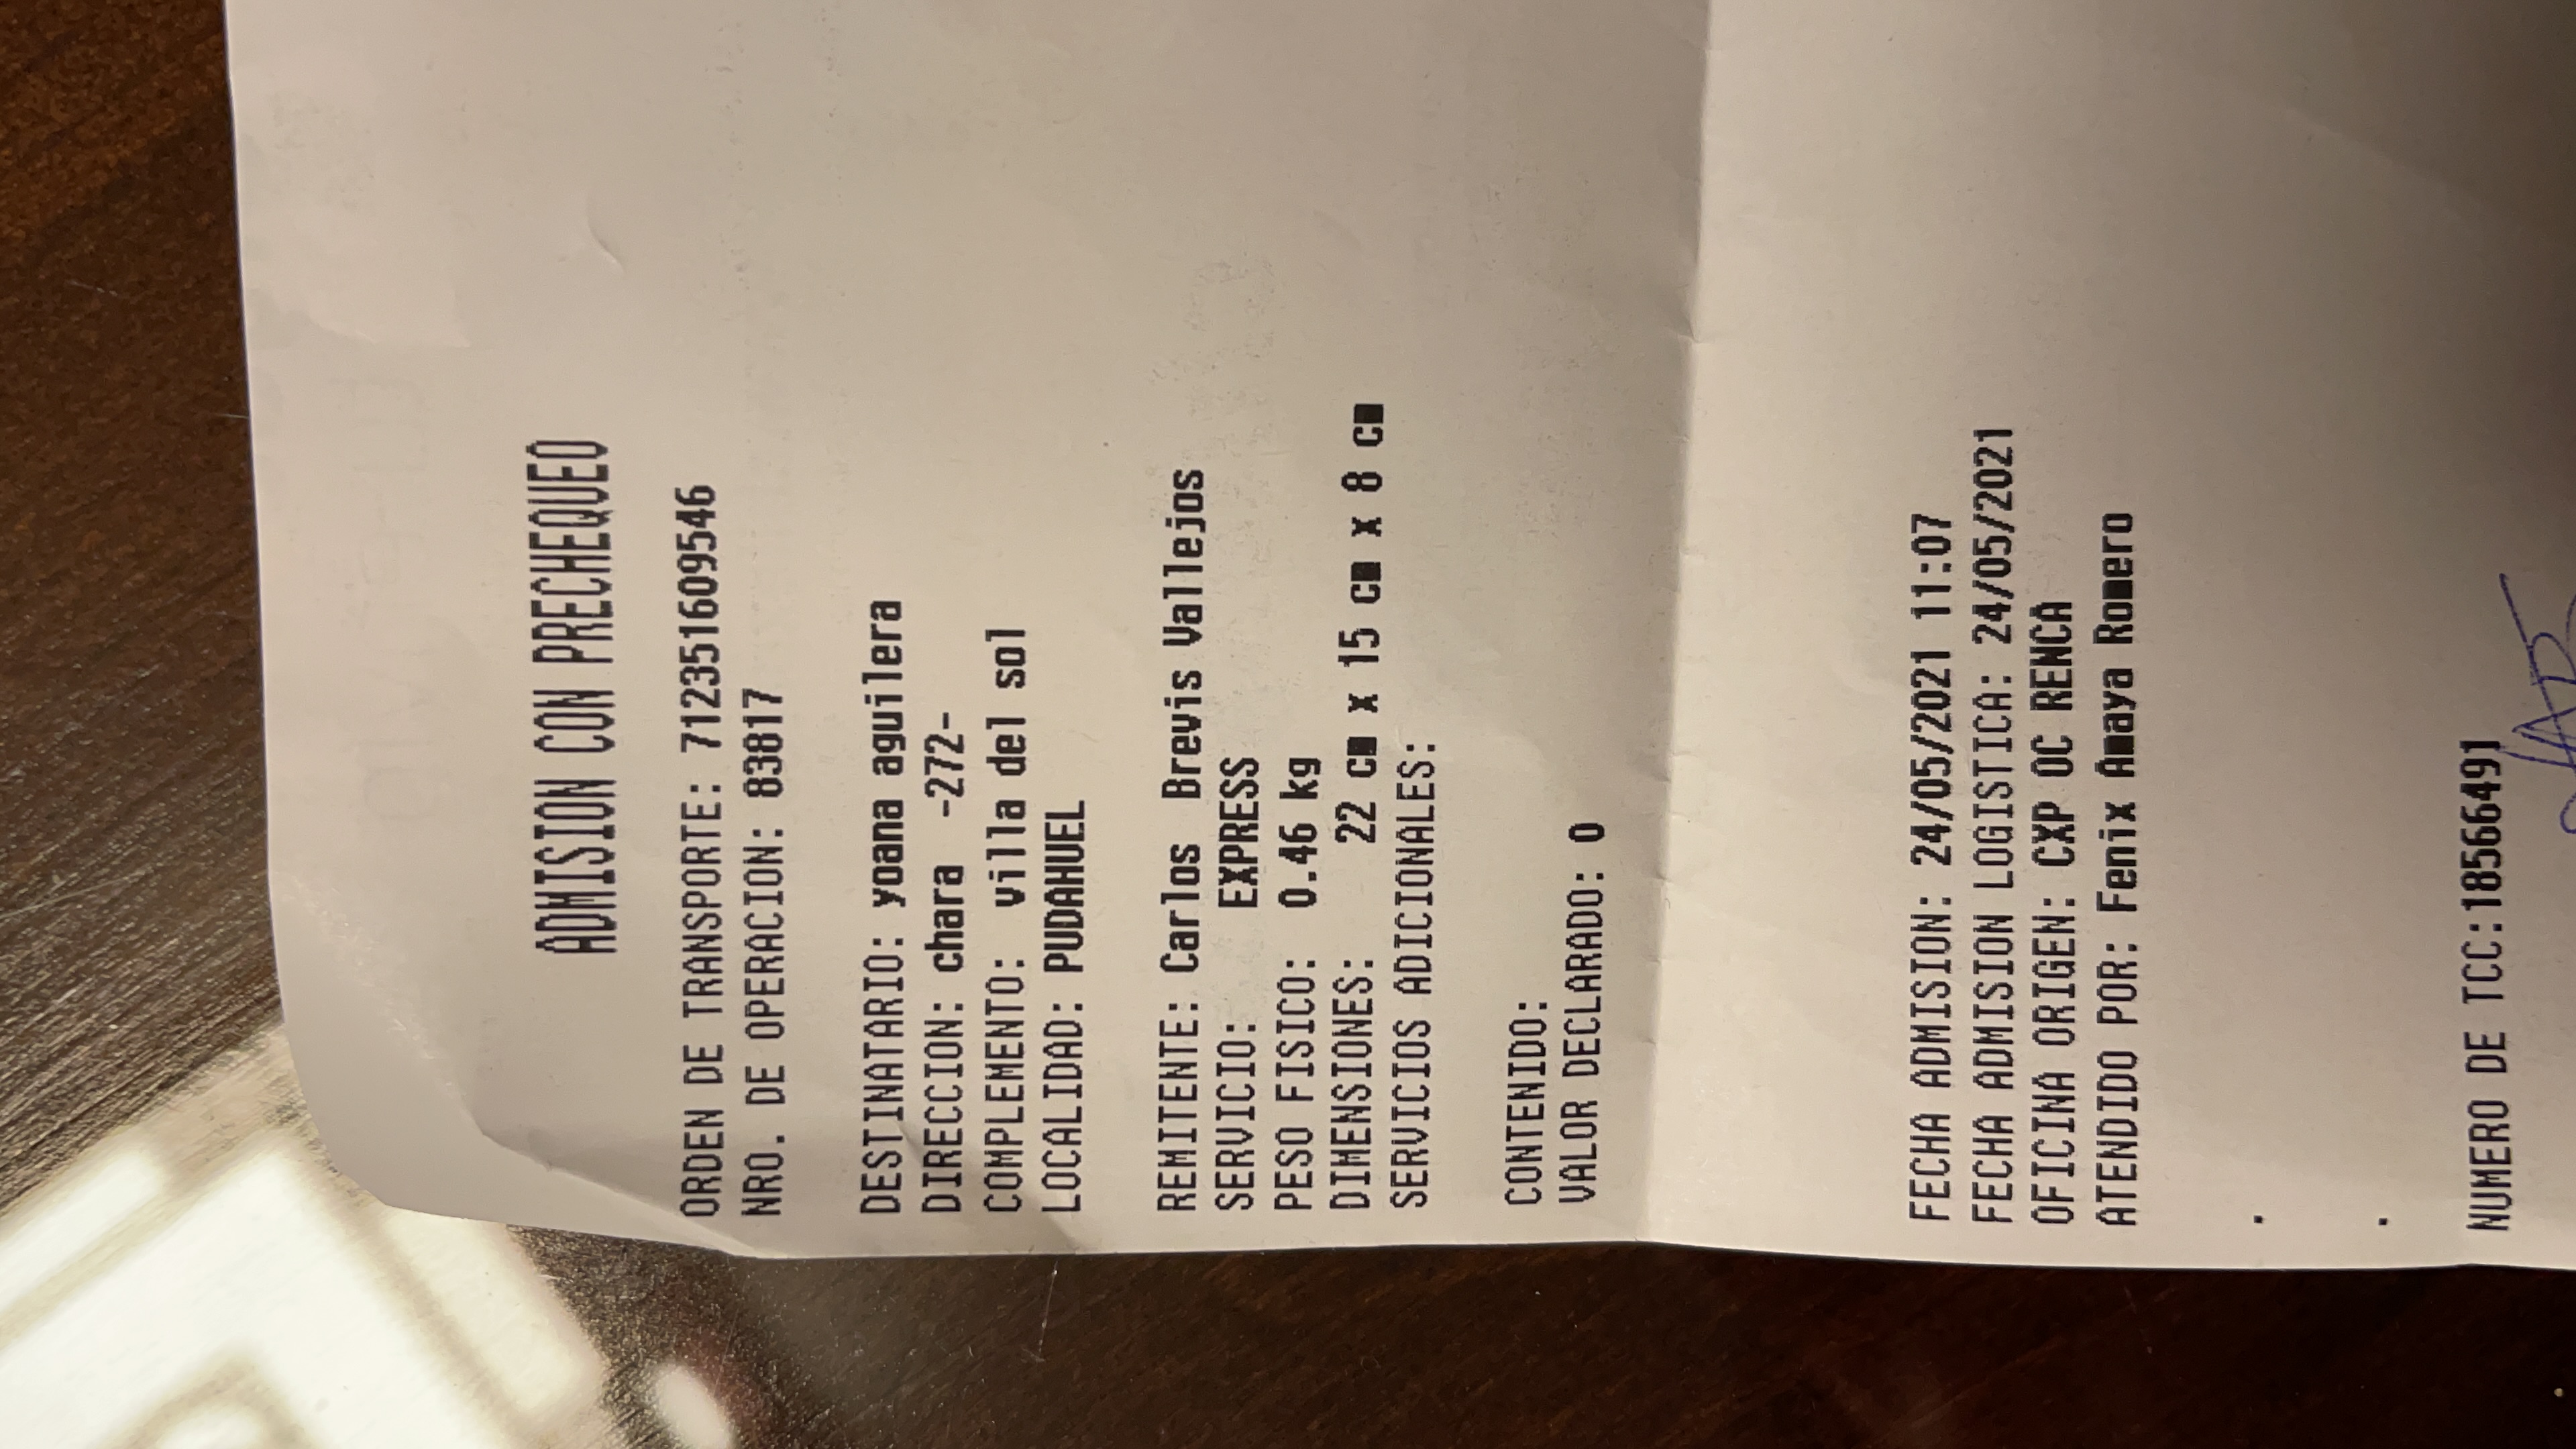 ADMISION CON PRECHEQUEO
ORDEN DE TRANSPORTE: 712351609546
NRO. DE OPERACION: 83817
DESTINATARIO: yoana aguilera
DIRECCION: chara -272-
COMPLEMENTO: villa del sol
LOCALIDAD: PUDAHUEL
REMITENTE: Carlos Brevis Vallejos
SERVICIO: EXPRESS
PESO FISICO: 0.46 kg
DIMENSIONES: 22 cm x 15 cm x 8 cm
SERVICIOS ADICIONALES:
CONTENIDO:
VALOR DECLARADO: 0
FECHA ADMISION: 24/05/2021 11:07
FECHA ADMISION LOGISTICA: 24/05/2021
OFICINA ORIGEN: CXP OC RENCA
ATENDIDO POR: Fenix Amaya Romero
.
.
NUMERO DE TCC:18566491